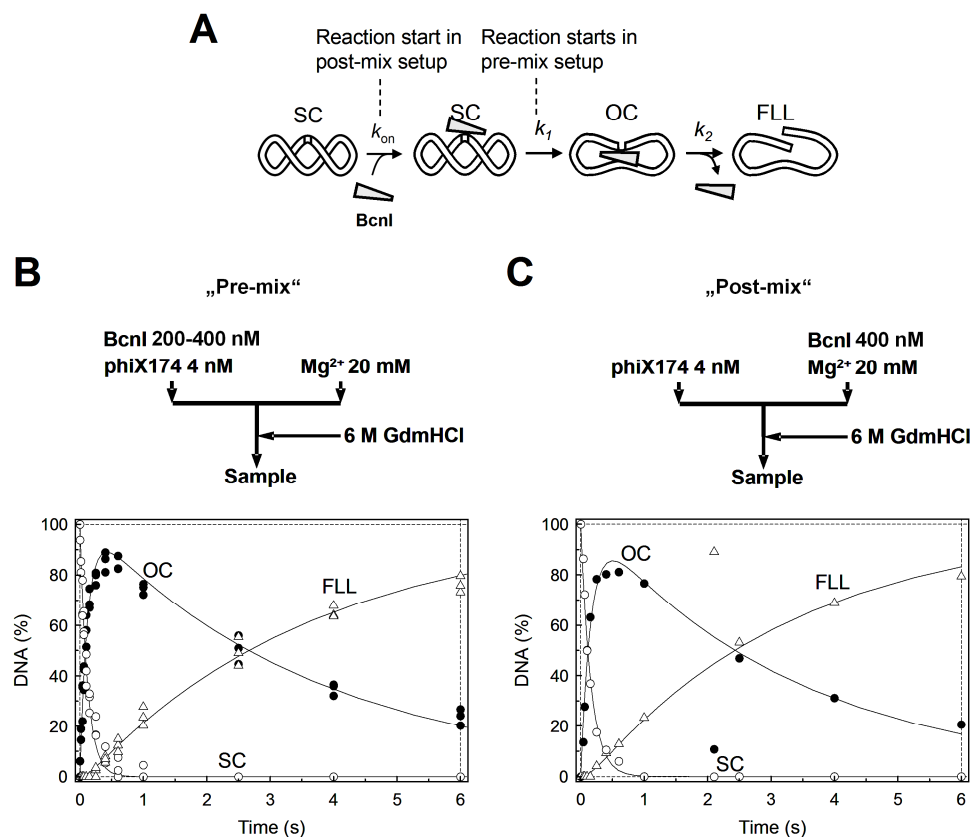 A
Reaction start in
post-mix setup
Reaction starts in
pre-mix setup
SC
SC
OC
FLL
kon
k1
k2
BcnI
B
„Pre-mix“
BcnI 200-400 nM
phiX174 4 nM
Mg²⁺ 20 mM
6 M GdmHCl
Sample
100
80
60
40
20
0
DNA (%)
OC
FLL
SC
0 1 2 3 4 5 6
Time (s)
C
„Post-mix“
BcnI 400 nM
phiX174 4 nM
Mg²⁺ 20 mM
6 M GdmHCl
Sample
100
80
60
40
20
0
DNA (%)
OC
FLL
SC
0 1 2 3 4 5 6
Time (s)